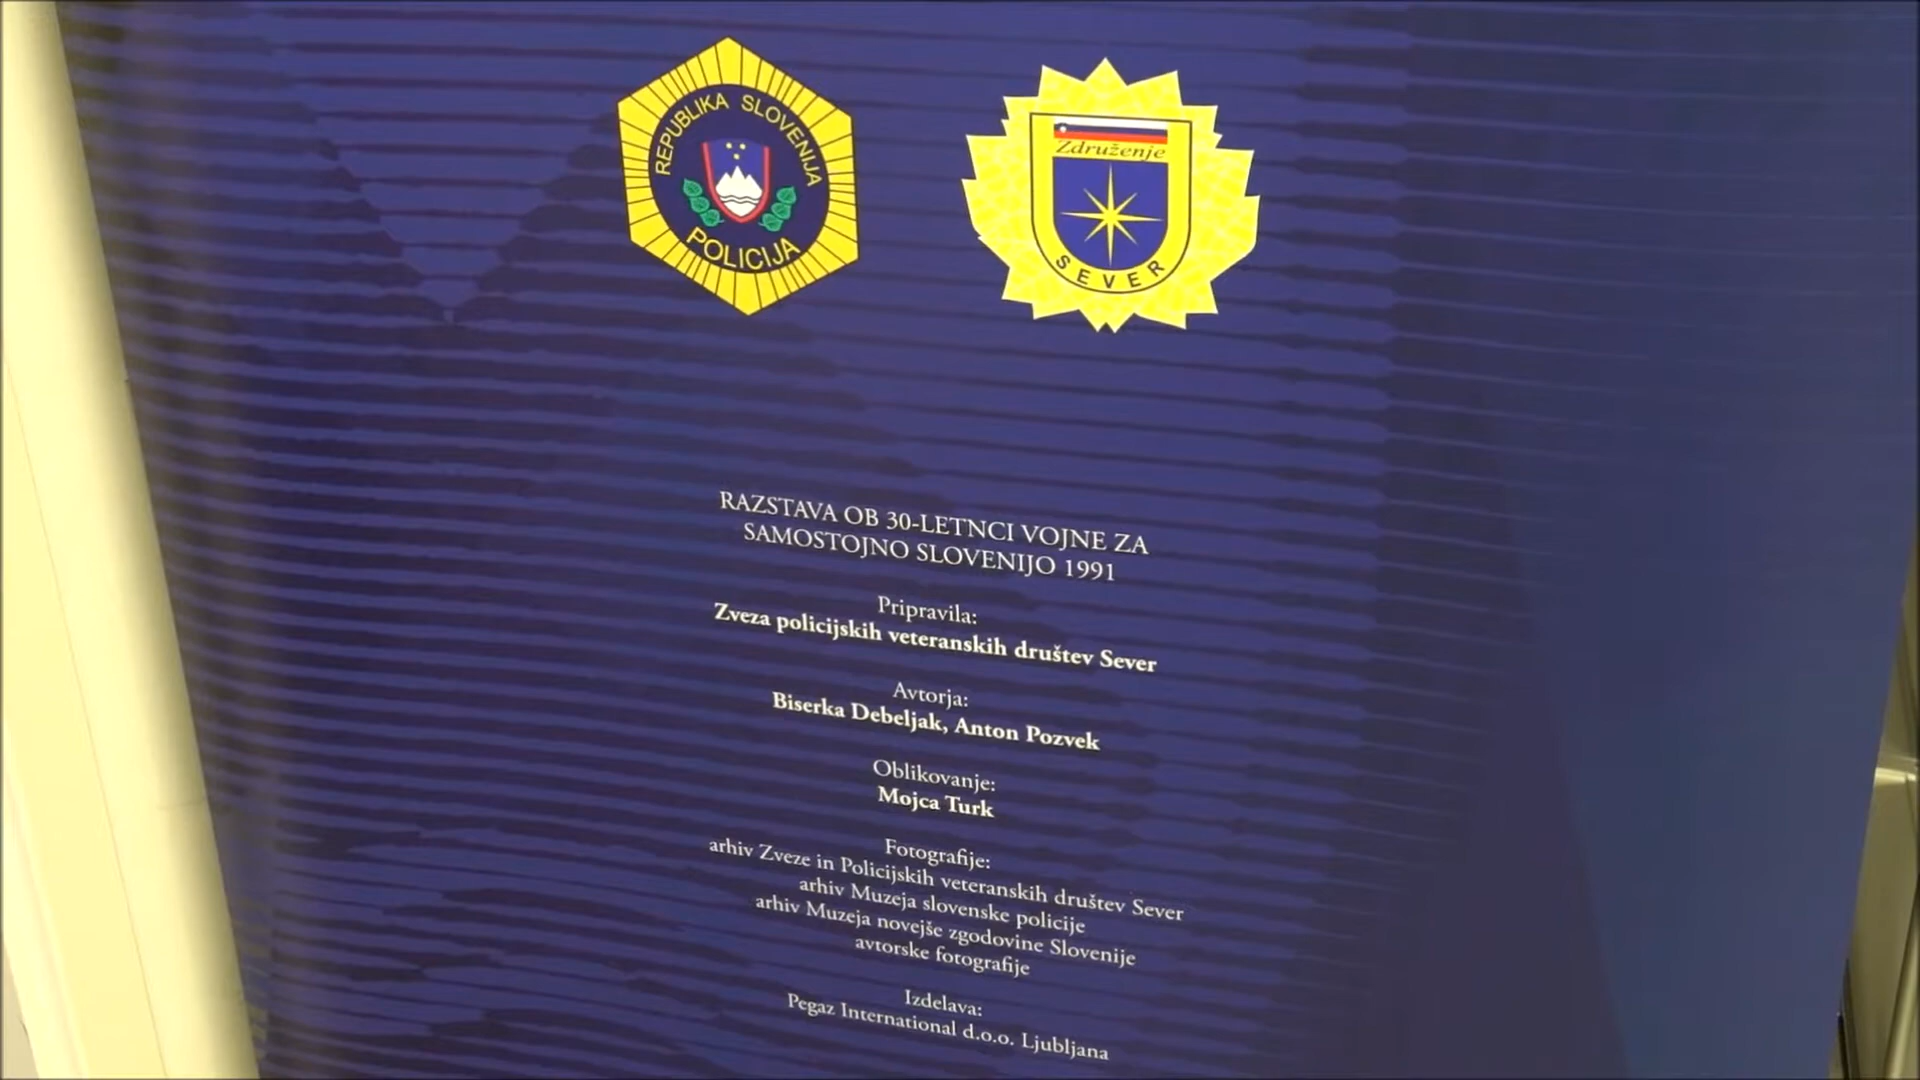 REPUBLIKA SLOVENIJA
POLICIJA
Združenje
SEVER
RAZSTAVA OB 30-LETNCI VOJNE ZA
SAMOSTOJNO SLOVENIJO 1991
Pripravila:
Zveza policijskih veteranskih društev Sever
Avtorja:
Biserka Debeljak, Anton Pozvek
Oblikovanje:
Mojca Turk
Fotografije:
arhiv Zveze in Policijskih veteranskih društev Sever
arhiv Muzeja slovenske policije
arhiv Muzeja novejše zgodovine Slovenije
avtorske fotografije
Izdelava:
Pegaz International d.o.o. Ljubljana